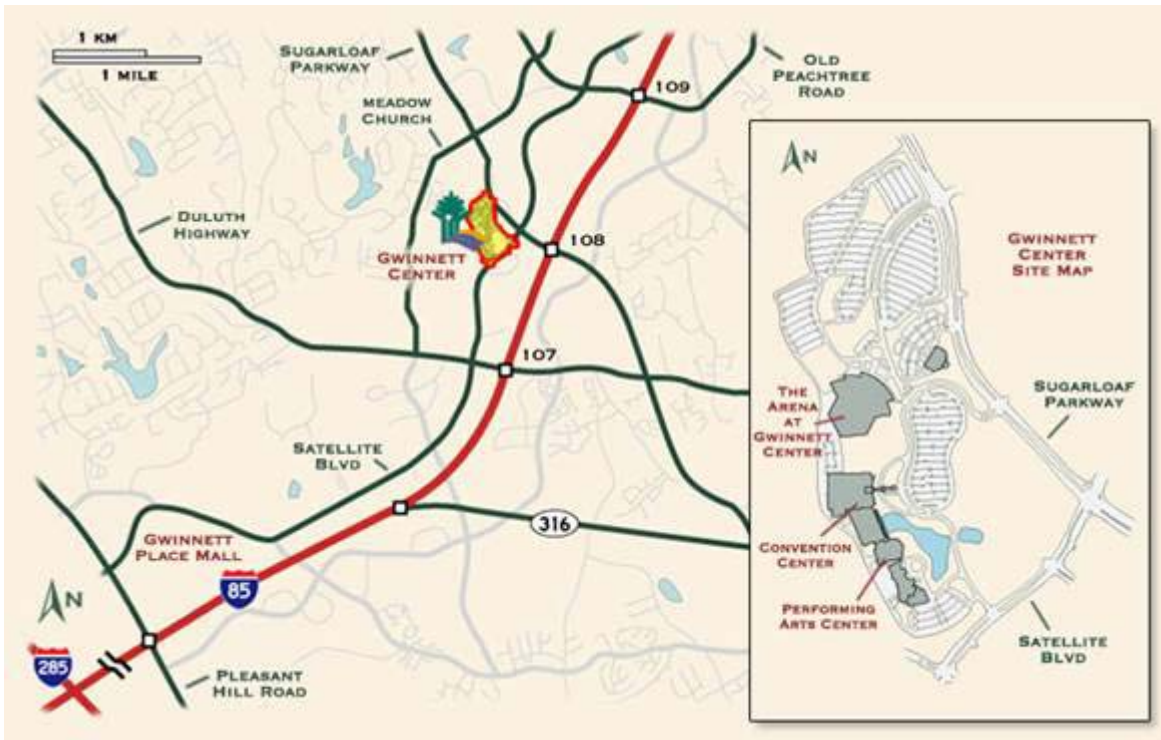 1 KM
1 MILE
SUGARLOAF
PARKWAY
MEADOW
CHURCH
109
OLD
PEACHTREE
ROAD
DULUTH
HIGHWAY
GWINNETT
CENTER
108
107
SATELLITE
BLVD
316
GWINNETT
PLACE MALL
85
N
285
PLEASANT
HILL ROAD
N
GWINNETT
CENTER
SITE MAP
THE
ARENA
AT
GWINNETT
CENTER
SUGARLOAF
PARKWAY
CONVENTION
CENTER
PERFORMING
ARTS CENTER
SATELLITE
BLVD